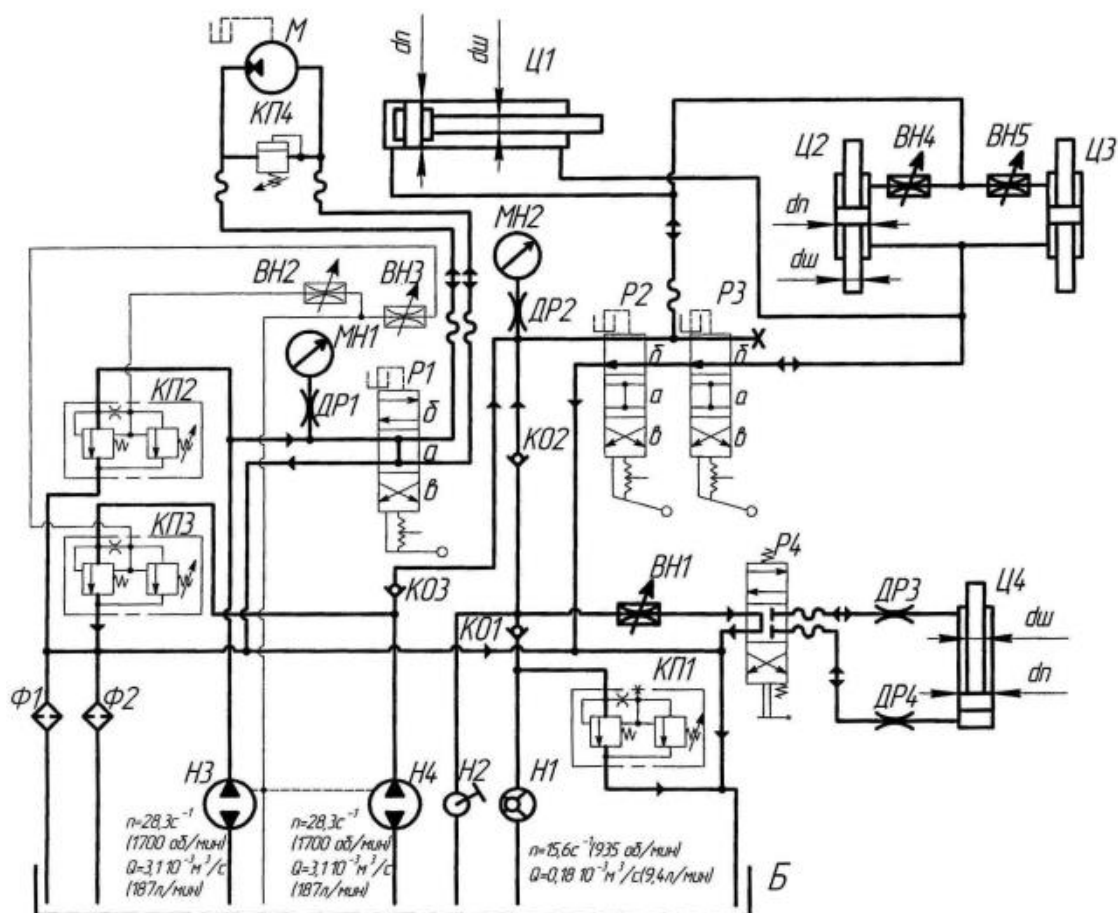 М
dп
dш
Ц1
КП4
Ц2
ВН4
ВН5
Ц3
МН2
dп
dш
ВН2
ВН3
МН1
ДР2
Р2
Р3
КП2
ДР1
Р1
б
а
в
б
а
в
б
а
в
КО2
КП3
КО3
ВН1
Р4
ДР3
Ц4
КО1
dш
КП1
dп
ДР4
Ф1
Ф2
Н3
Н4
Н2
Н1
n=28,3с⁻¹
(1700 об/мин)
Q=3,1 10⁻³м³/с
(187л/мин)
n=28,3с⁻¹
(1700 об/мин)
Q=3,1 10⁻³м³/с
(187л/мин)
n=15,6с⁻¹(935 об/мин)
Q=0,18 10⁻³м³/с(9,4л/мин)
Б